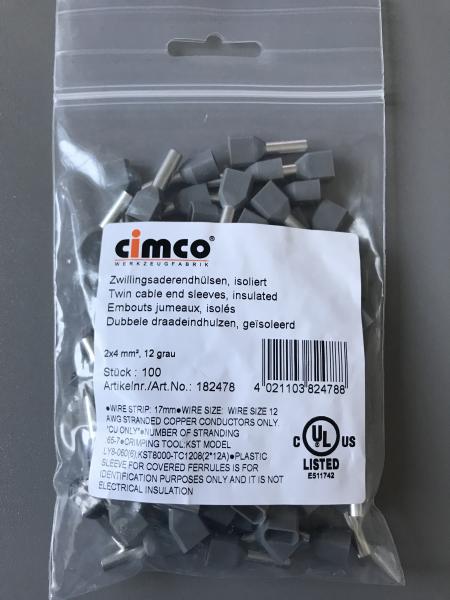 cimco®
WERKZEUGFABRIK
Zwillingsaderendhülsen, isoliert
Twin cable end sleeves, insulated
Embouts jumeaux, isolés
Dubbele draadeindhulzen, geïsoleerd
2x4 mm², 12 grau
Stück : 100
Artikelnr./Art.No.: 182478
4 021103 824788
●WIRE STRIP: 17mm●WIRE SIZE: WIRE SIZE 12
AWG STRANDED COPPER CONDUCTORS ONLY.
"CU ONLY"●NUMBER OF STRANDING
:65-7●CRIMPING TOOL:KST MODEL
LY8-060(6),KST8000-TC1208(2*12A)●PLASTIC
SLEEVE FOR COVERED FERRULES IS FOR
IDENTIFICATION PURPOSES ONLY AND IT IS NOT
ELECTRICAL INSULATION
C UL US
LISTED
E511742